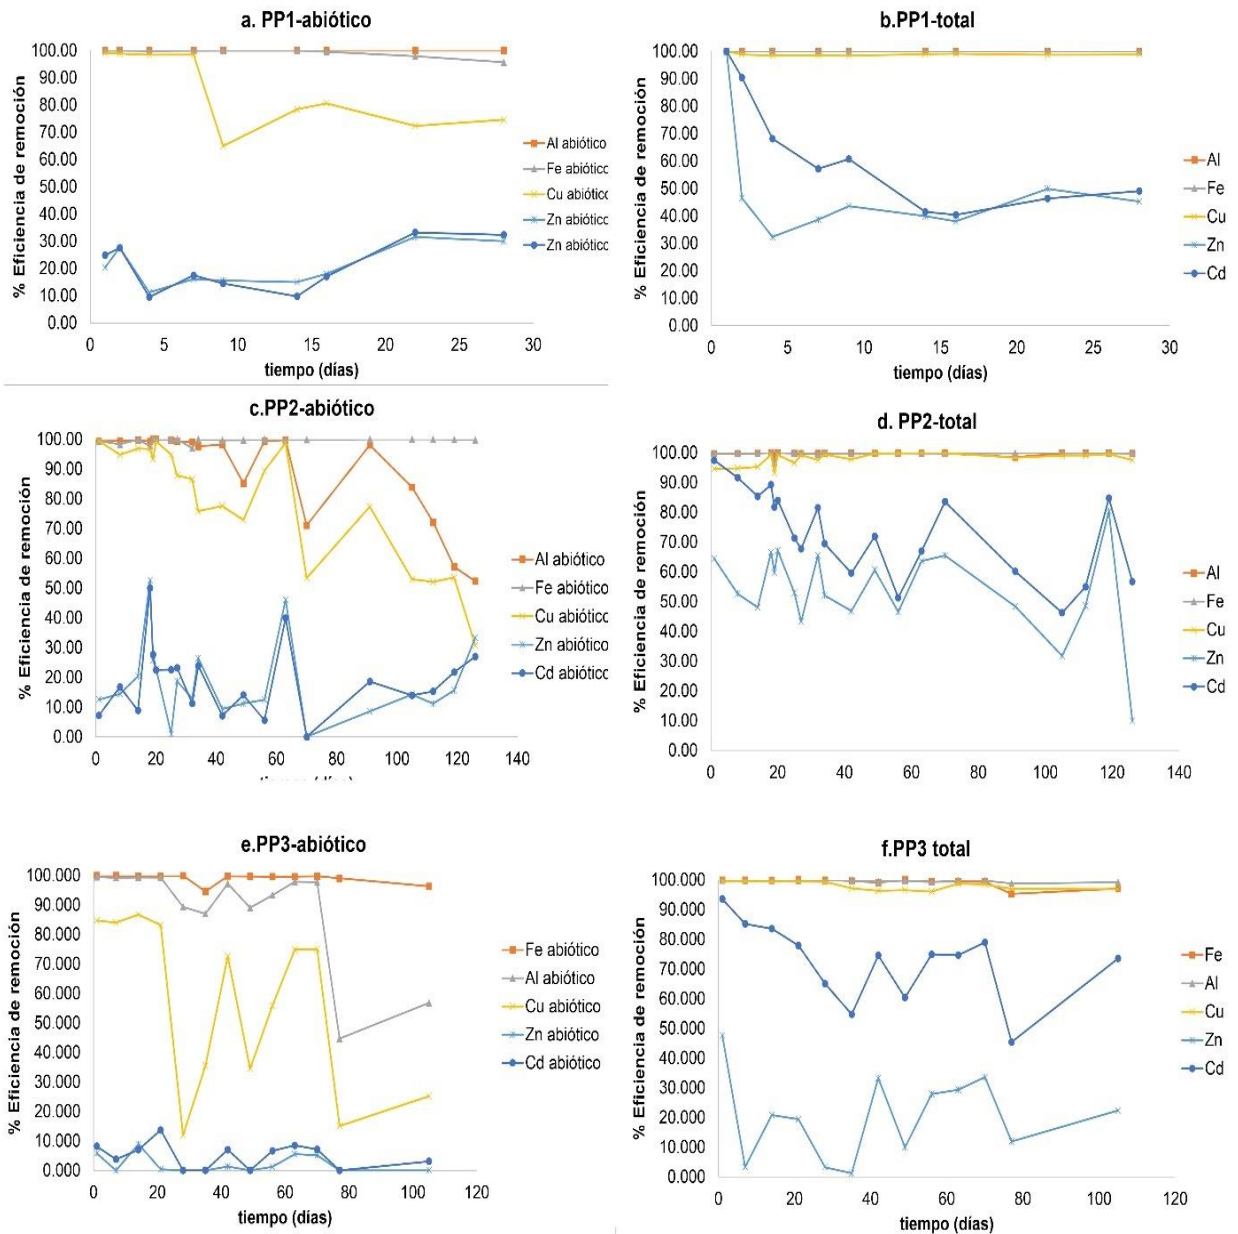 a. PP1-abiótico
% Eficiencia de remoción
100.00
90.00
80.00
70.00
60.00
50.00
40.00
30.00
20.00
10.00
0.00
0 5 10 15 20 25 30
tiempo (días)
Al abiótico
Fe abiótico
Cu abiótico
Zn abiótico
Zn abiótico
b.PP1-total
% Eficiencia de remoción
100.00
90.00
80.00
70.00
60.00
50.00
40.00
30.00
20.00
10.00
0.00
0 5 10 15 20 25 30
tiempo (días)
Al
Fe
Cu
Zn
Cd
c.PP2-abiótico
% Eficiencia de remoción
100.00
90.00
80.00
70.00
60.00
50.00
40.00
30.00
20.00
10.00
0.00
0 20 40 60 80 100 120 140
tiempo (días)
Al abiótico
Fe abiótico
Cu abiótico
Zn abiótico
Cd abiótico
d. PP2-total
% Eficiencia de remoción
100.00
90.00
80.00
70.00
60.00
50.00
40.00
30.00
20.00
10.00
0.00
0 20 40 60 80 100 120 140
tiempo (días)
Al
Fe
Cu
Zn
Cd
e.PP3-abiótico
% Eficiencia de remoción
100.000
90.000
80.000
70.000
60.000
50.000
40.000
30.000
20.000
10.000
0.000
0 20 40 60 80 100 120
tiempo (días)
Fe abiótico
Al abiótico
Cu abiótico
Zn abiótico
Cd abiótico
f.PP3 total
% Eficiencia de remoción
100.000
90.000
80.000
70.000
60.000
50.000
40.000
30.000
20.000
10.000
0.000
0 20 40 60 80 100 120
tiempo (días)
Fe
Al
Cu
Zn
Cd